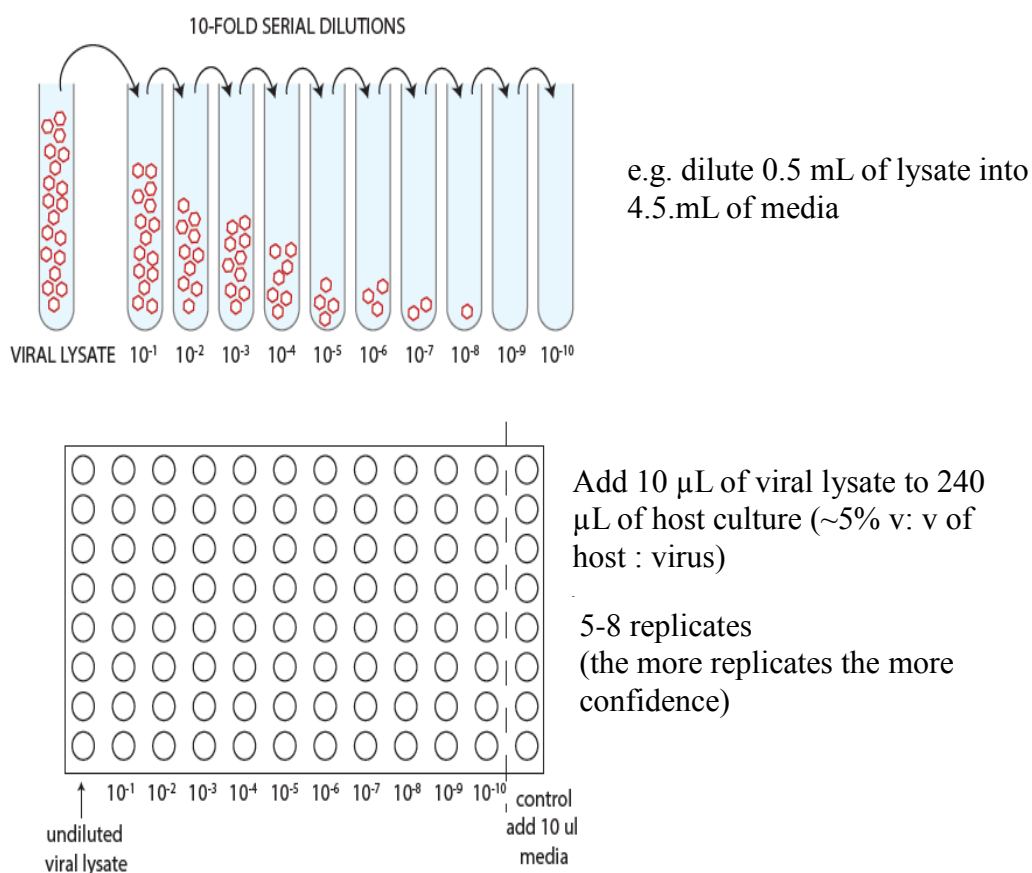 10-FOLD SERIAL DILUTIONS
e.g. dilute 0.5 mL of lysate into
4.5.mL of media
VIRAL LYSATE 10⁻¹ 10⁻² 10⁻³ 10⁻⁴ 10⁻⁵ 10⁻⁶ 10⁻⁷ 10⁻⁸ 10⁻⁹ 10⁻¹⁰
Add 10 µL of viral lysate to 240
µL of host culture (~5% v: v of
host : virus)
5-8 replicates
(the more replicates the more
confidence)
10⁻¹ 10⁻² 10⁻³ 10⁻⁴ 10⁻⁵ 10⁻⁶ 10⁻⁷ 10⁻⁸ 10⁻⁹ 10⁻¹⁰
undiluted
viral lysate
control
add 10 ul
media